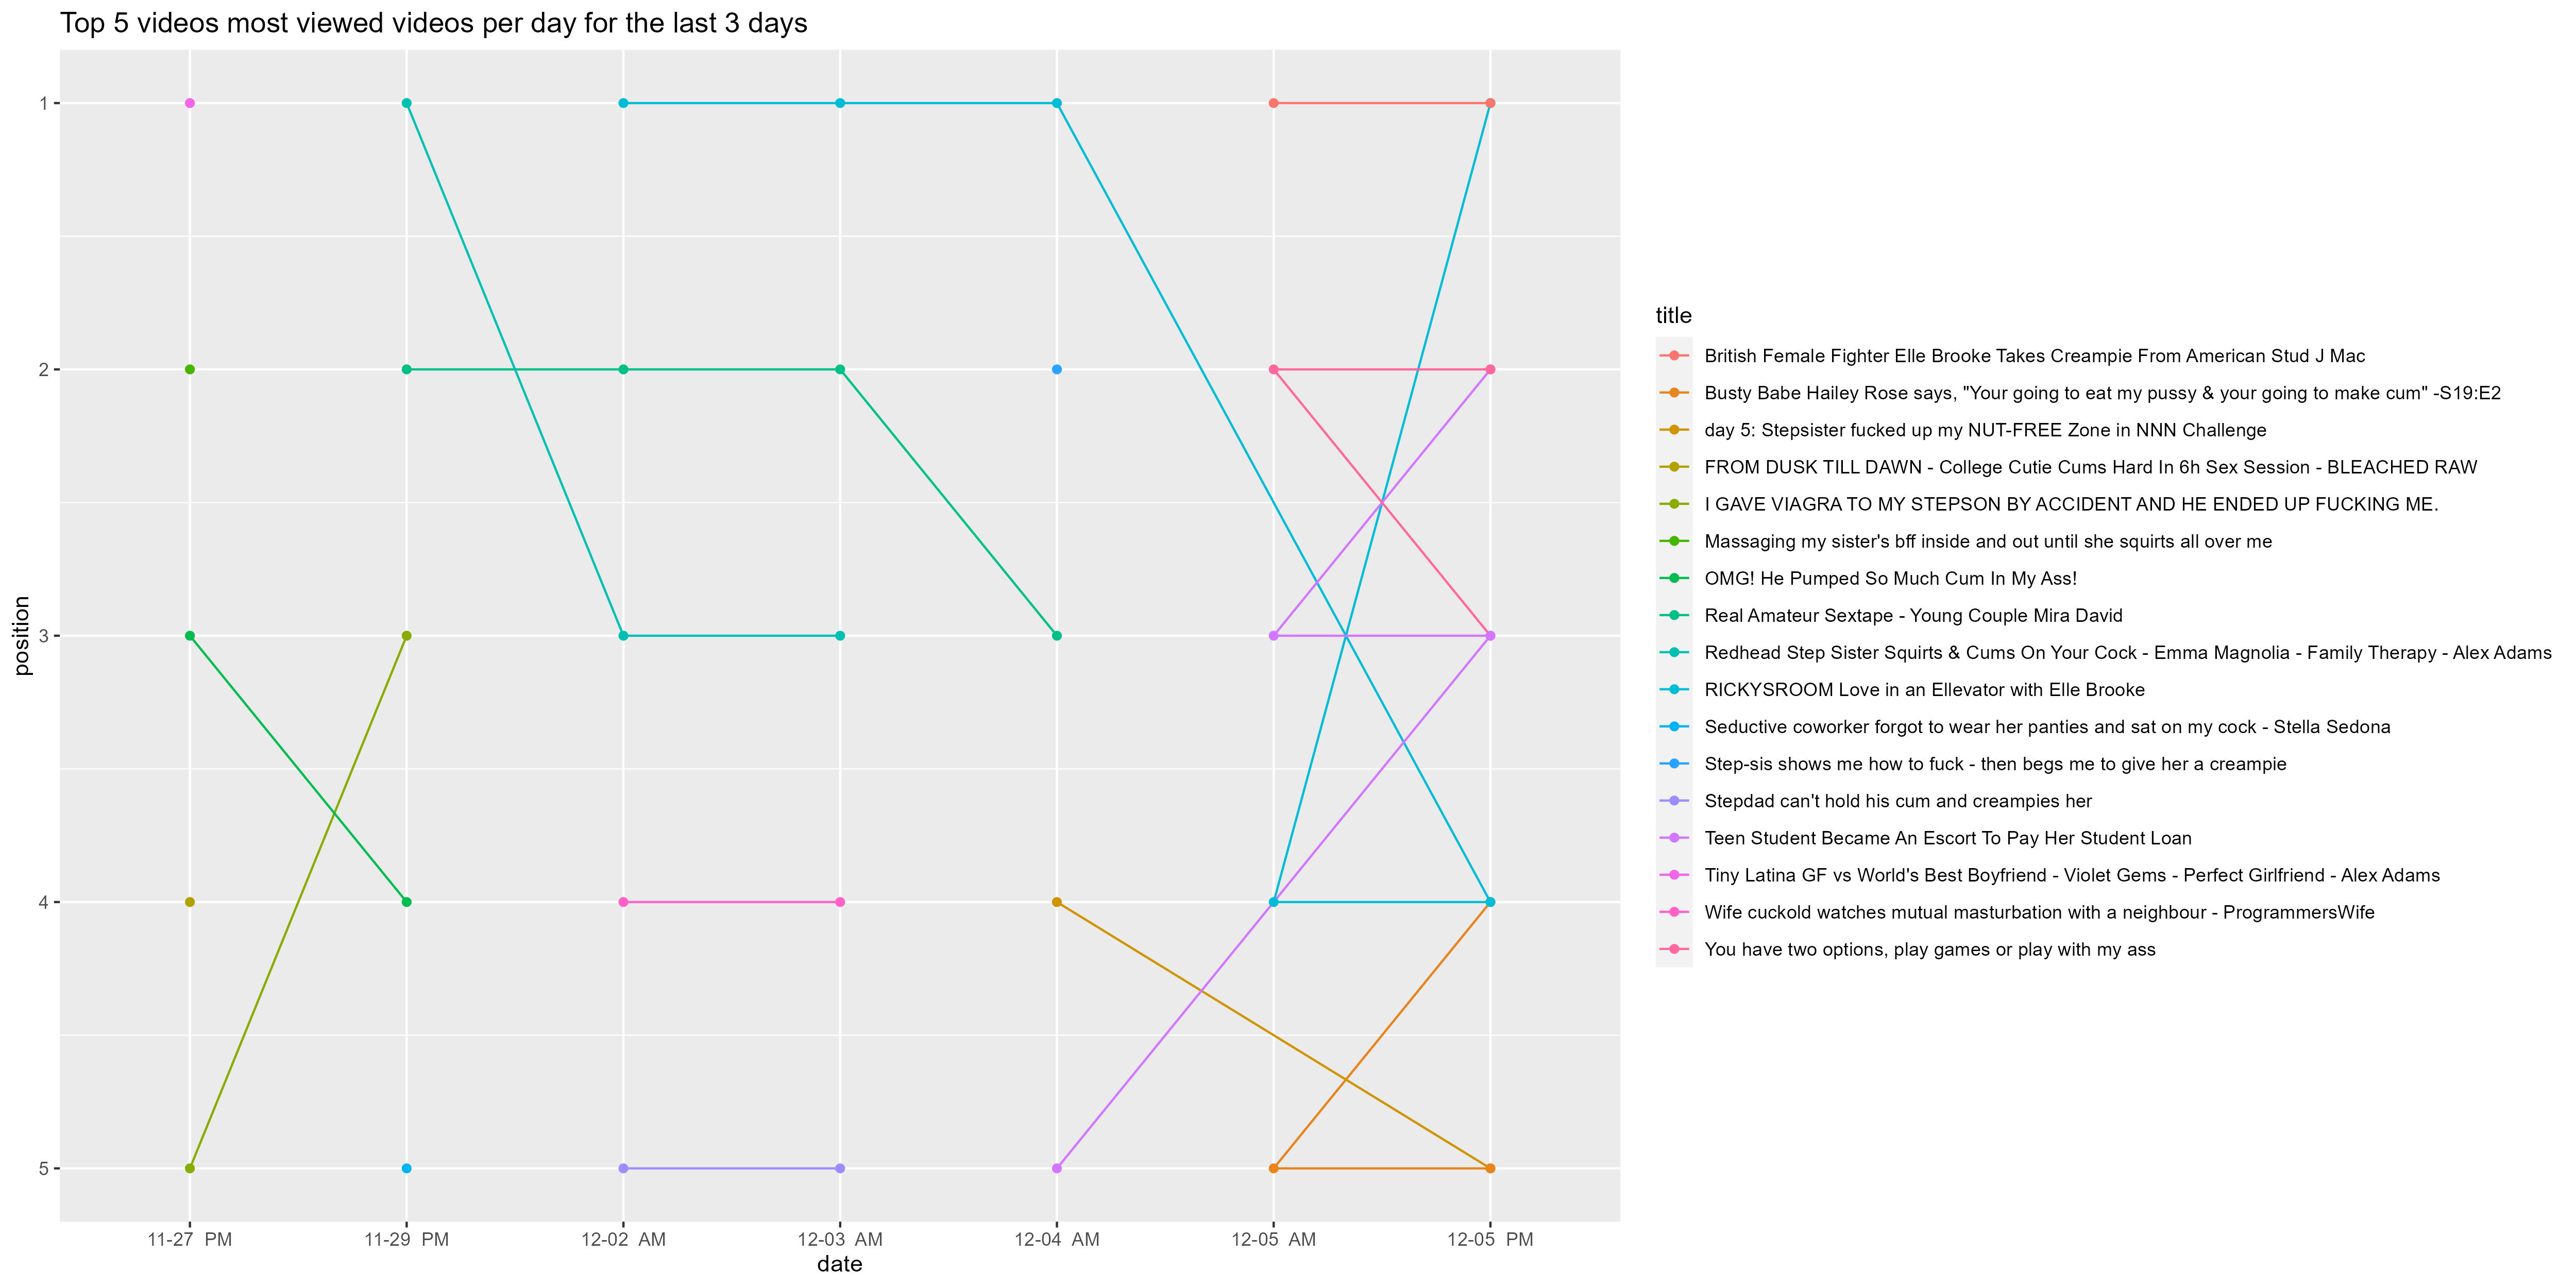 Top 5 videos most viewed videos per day for the last 3 days
position
1
2
3
4
5
11-27 PM
11-29 PM
12-02 AM
12-03 AM
12-04 AM
12-05 AM
12-05 PM
date
title
British Female Fighter Elle Brooke Takes Creampie From American Stud J Mac
Busty Babe Hailey Rose says, "Your going to eat my pussy & your going to make cum" -S19:E2
day 5: Stepsister fucked up my NUT-FREE Zone in NNN Challenge
FROM DUSK TILL DAWN - College Cutie Cums Hard In 6h Sex Session - BLEACHED RAW
I GAVE VIAGRA TO MY STEPSON BY ACCIDENT AND HE ENDED UP FUCKING ME.
Massaging my sister's bff inside and out until she squirts all over me
OMG! He Pumped So Much Cum In My Ass!
Real Amateur Sextape - Young Couple Mira David
Redhead Step Sister Squirts & Cums On Your Cock - Emma Magnolia - Family Therapy - Alex Adams
RICKYSROOM Love in an Ellevator with Elle Brooke
Seductive coworker forgot to wear her panties and sat on my cock - Stella Sedona
Step-sis shows me how to fuck - then begs me to give her a creampie
Stepdad can't hold his cum and creampies her
Teen Student Became An Escort To Pay Her Student Loan
Tiny Latina GF vs World's Best Boyfriend - Violet Gems - Perfect Girlfriend - Alex Adams
Wife cuckold watches mutual masturbation with a neighbour - ProgrammersWife
You have two options, play games or play with my ass